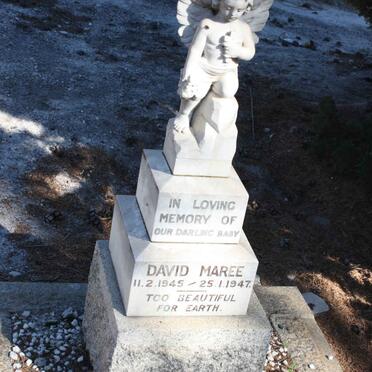 IN LOVING
MEMORY OF
OUR DARLING BABY
DAVID MAREE
11.2.1945 — 25.1.1947.
TOO BEAUTIFUL
FOR EARTH.